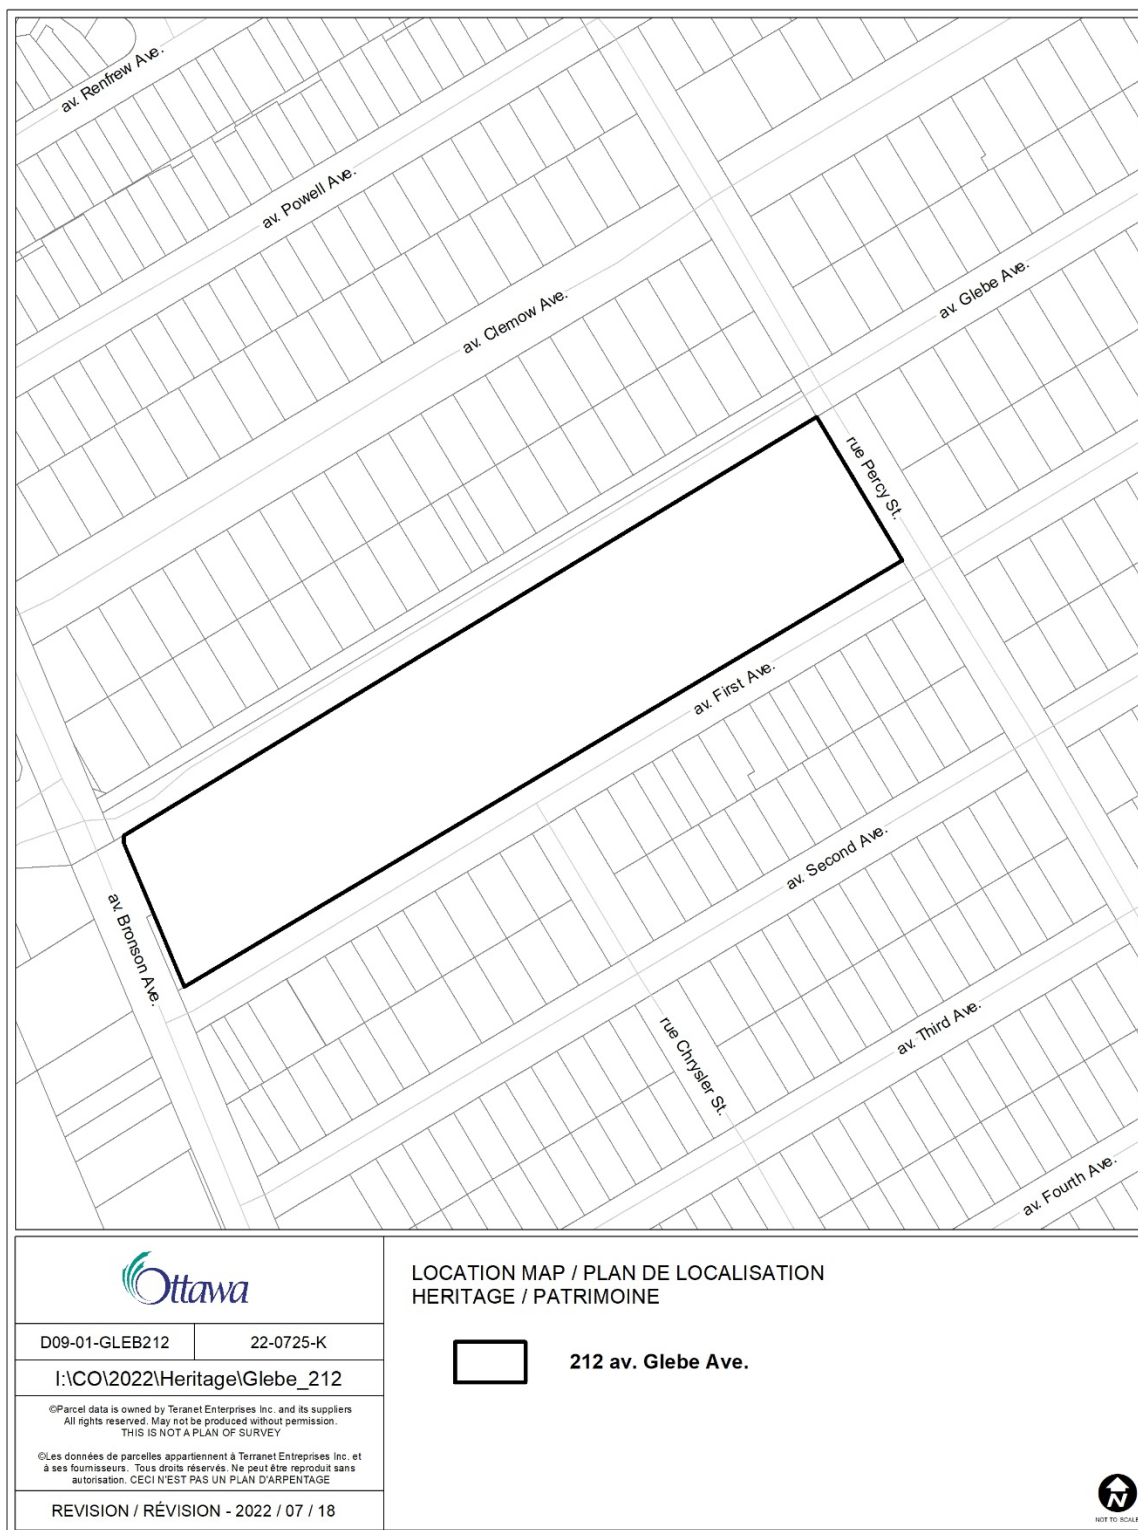 av. Renfrew Ave.
av. Powell Ave.
av. Clemow Ave.
av. Glebe Ave.
rue Percy St.
av. First Ave.
av. Second Ave.
av. Bronson Ave.
av. Third Ave.
rue Chrysler St.
av. Fourth Ave.
Ottawa
D09-01-GLEB212
22-0725-K
I:\CO\2022\Heritage\Glebe_212
©Parcel data is owned by Teranet Enterprises Inc. and its suppliers
All rights reserved. May not be produced without permission.
THIS IS NOT A PLAN OF SURVEY
©Les données de parcelles appartiennent à Terranet Entreprises Inc. et
à ses fournisseurs. Tous droits réservés. Ne peut être reproduit sans
autorisation. CECI N'EST PAS UN PLAN D'ARPENTAGE
REVISION / RÉVISION - 2022 / 07 / 18
LOCATION MAP / PLAN DE LOCALISATION
HERITAGE / PATRIMOINE
212 av. Glebe Ave.
N
NOT TO SCALE